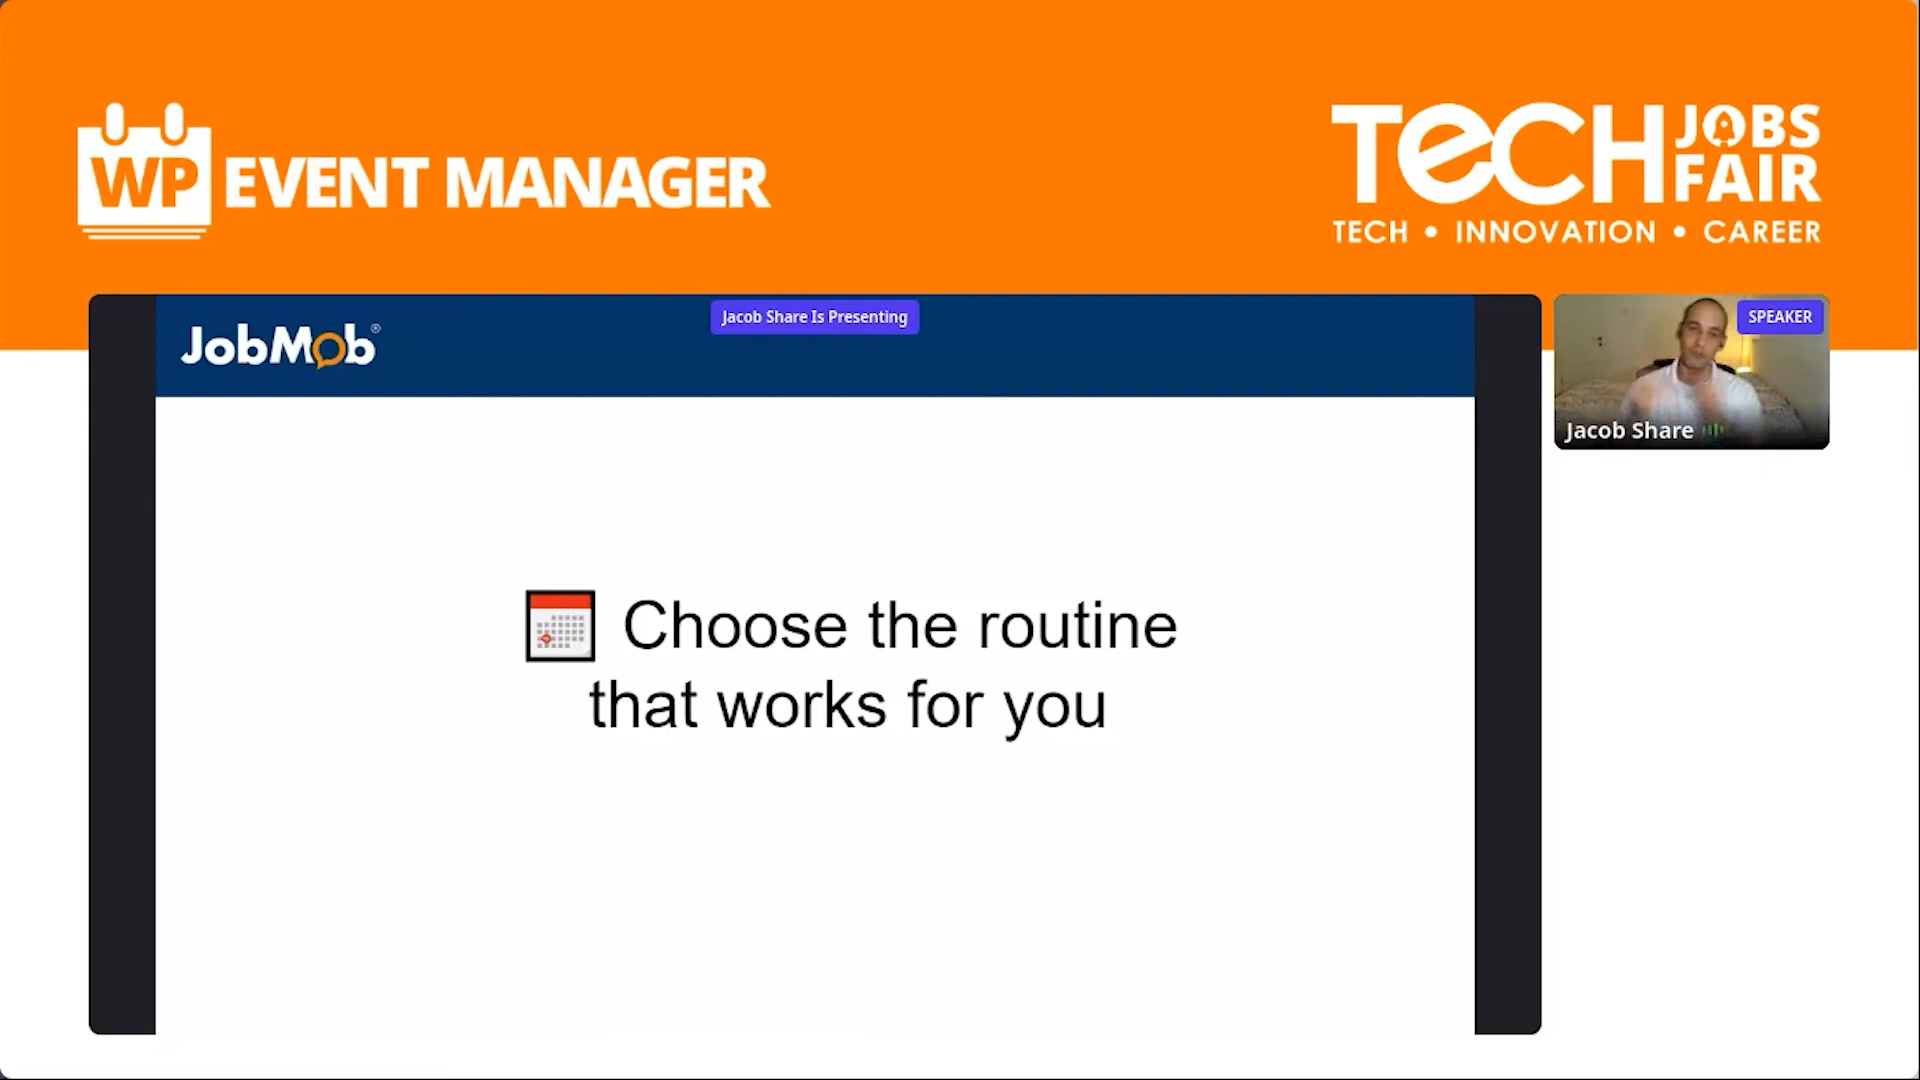 WP EVENT MANAGER
TECH JOBS FAIR
TECH • INNOVATION • CAREER
JobMob®
Jacob Share Is Presenting
SPEAKER
Jacob Share
Choose the routine
that works for you